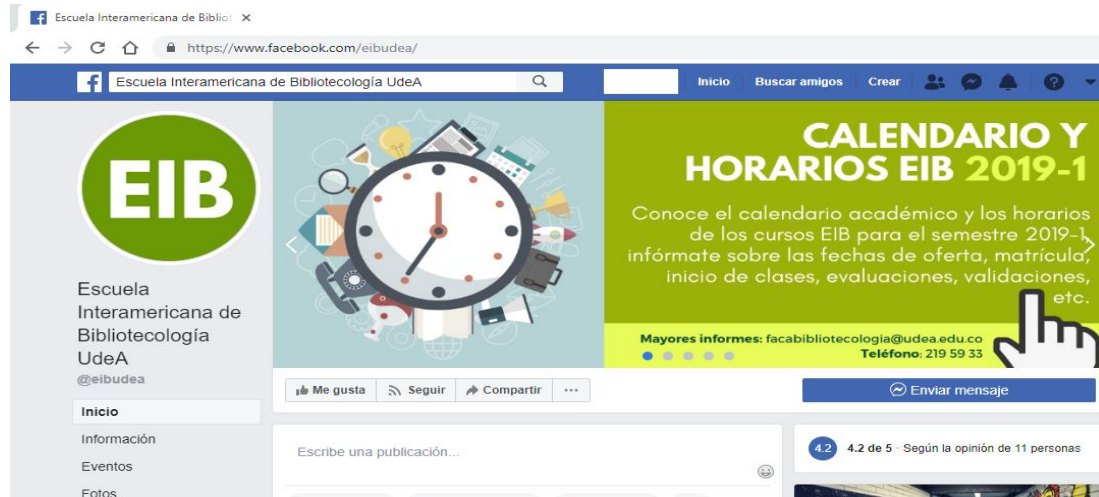 Escuela Interamericana de Bibliot
https://www.facebook.com/eibudea/
Escuela Interamericana de Bibliotecología UdeA
Inicio
Buscar amigos
Crear
EIB
CALENDARIO Y
HORARIOS EIB 2019-1
Conoce el calendario académico y los horarios
de los cursos EIB para el semestre 2019-1,
infórmate sobre las fechas de oferta, matrícula,
inicio de clases, evaluaciones, validaciones,
etc.
Mayores informes: facabibliotecologia@udea.edu.co
Teléfono: 219 59 33
Escuela
Interamericana de
Bibliotecología
UdeA
@eibudea
Me gusta
Seguir
Compartir
Enviar mensaje
Inicio
Información
Eventos
Fotos
Escribe una publicación...
4.2
4.2 de 5 · Según la opinión de 11 personas